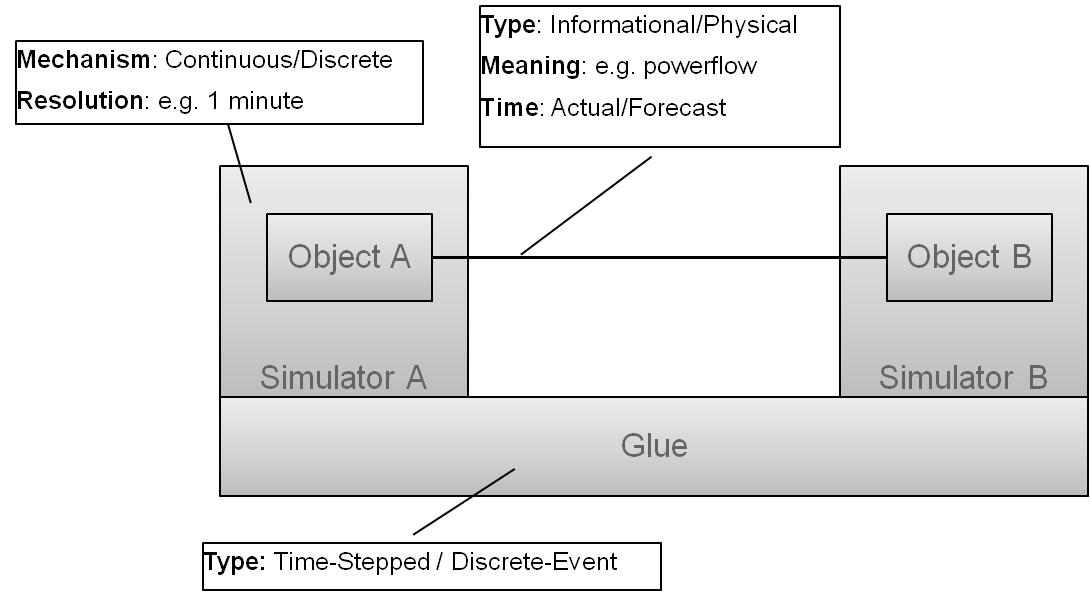 Type: Informational/Physical
Meaning: e.g. powerflow
Time: Actual/Forecast
Mechanism: Continuous/Discrete
Resolution: e.g. 1 minute
Object A
Object B
Simulator A
Simulator B
Glue
Type: Time-Stepped / Discrete-Event